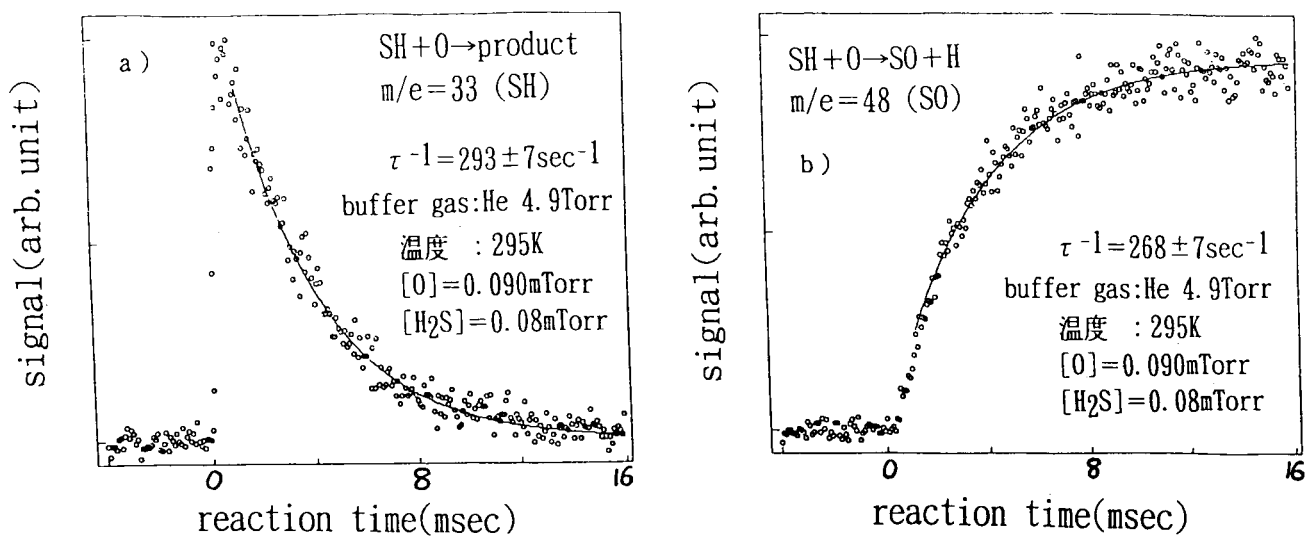 a)
SH+O→product
m/e=33 (SH)
τ⁻¹=293±7sec⁻¹
buffer gas:He 4.9Torr
温度 :295K
[O]=0.090mTorr
[H₂S]=0.08mTorr
signal(arb. unit)
0 8 16
reaction time(msec)
b)
SH+O→SO+H
m/e=48 (SO)
τ⁻¹=268±7sec⁻¹
buffer gas:He 4.9Torr
温度 :295K
[O]=0.090mTorr
[H₂S]=0.08mTorr
signal(arb. unit)
0 8 16
reaction time(msec)